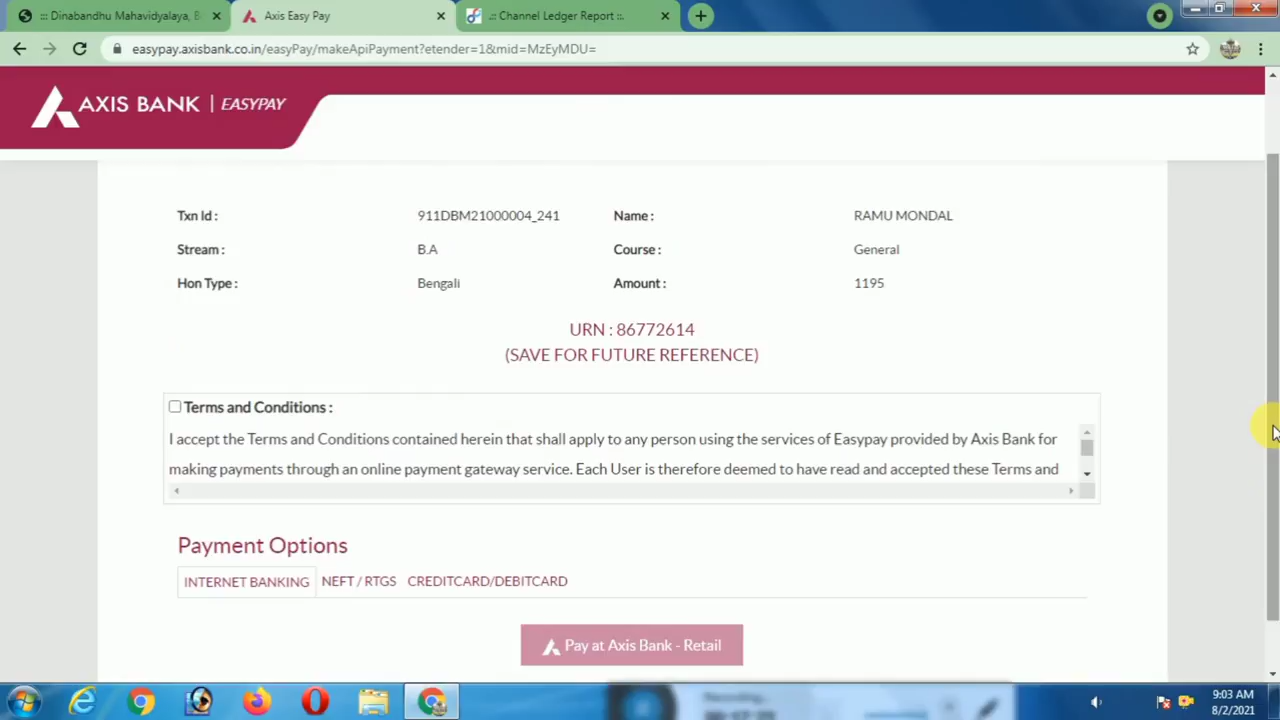 ::: Dinabandhu Mahavidyalaya, B
Axis Easy Pay
.:: Channel Ledger Report ::.
easypay.axisbank.co.in/easyPay/makeApiPayment?etender=1&mid=MzEyMDU=
AXIS BANK | EASYPAY
Txn Id : 911DBM21000004_241 Name : RAMU MONDAL
Stream : B.A Course : General
Hon Type : Bengali Amount : 1195
URN : 86772614
(SAVE FOR FUTURE REFERENCE)
Terms and Conditions :
I accept the Terms and Conditions contained herein that shall apply to any person using the services of Easypay provided by Axis Bank for
making payments through an online payment gateway service. Each User is therefore deemed to have read and accepted these Terms and
Payment Options
INTERNET BANKING NEFT / RTGS CREDITCARD/DEBITCARD
Pay at Axis Bank - Retail
Recording...
9:03 AM
8/2/2021